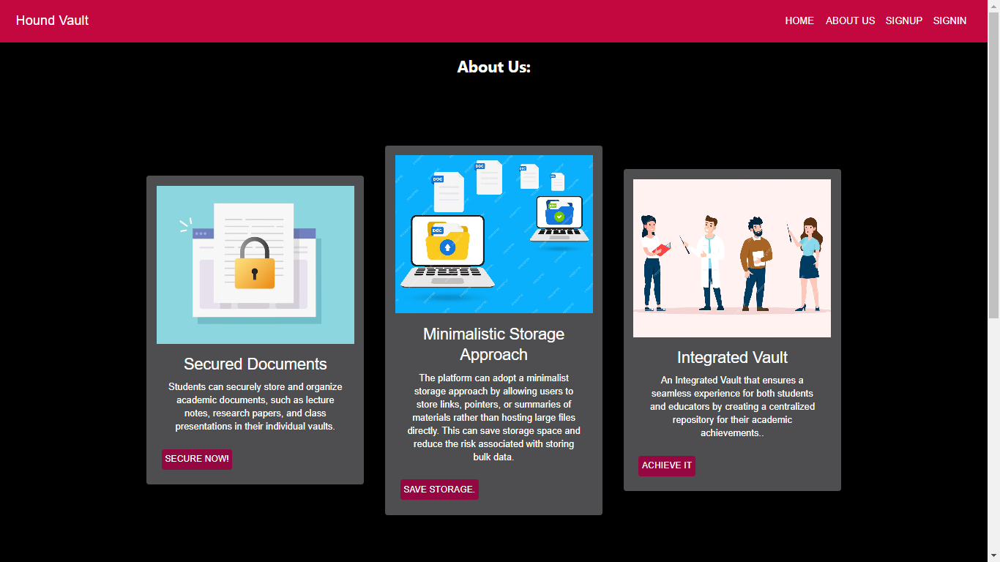 Hound Vault
HOME
ABOUT US
SIGNUP
SIGNIN
About Us:
Secured Documents
Students can securely store and organize
academic documents, such as lecture
notes, research papers, and class
presentations in their individual vaults.
SECURE NOW!
DOC
DOC
DOC
DOC
DOC
DOC
Minimalistic Storage
Approach
The platform can adopt a minimalist
storage approach by allowing users to
store links, pointers, or summaries of
materials rather than hosting large files
directly. This can save storage space and
reduce the risk associated with storing
bulk data.
SAVE STORAGE.
Integrated Vault
An Integrated Vault that ensures a
seamless experience for both students
and educators by creating a centralized
repository for their academic
achievements..
ACHIEVE IT